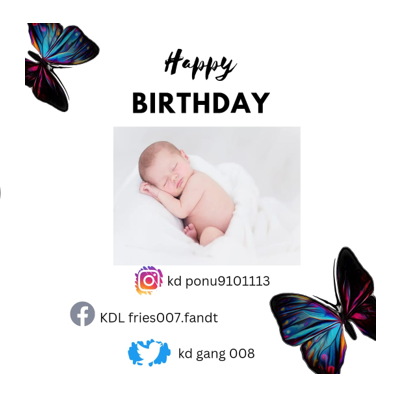 Happy
BIRTHDAY
kd ponu9101113
KDL fries007.fandt
kd gang 008